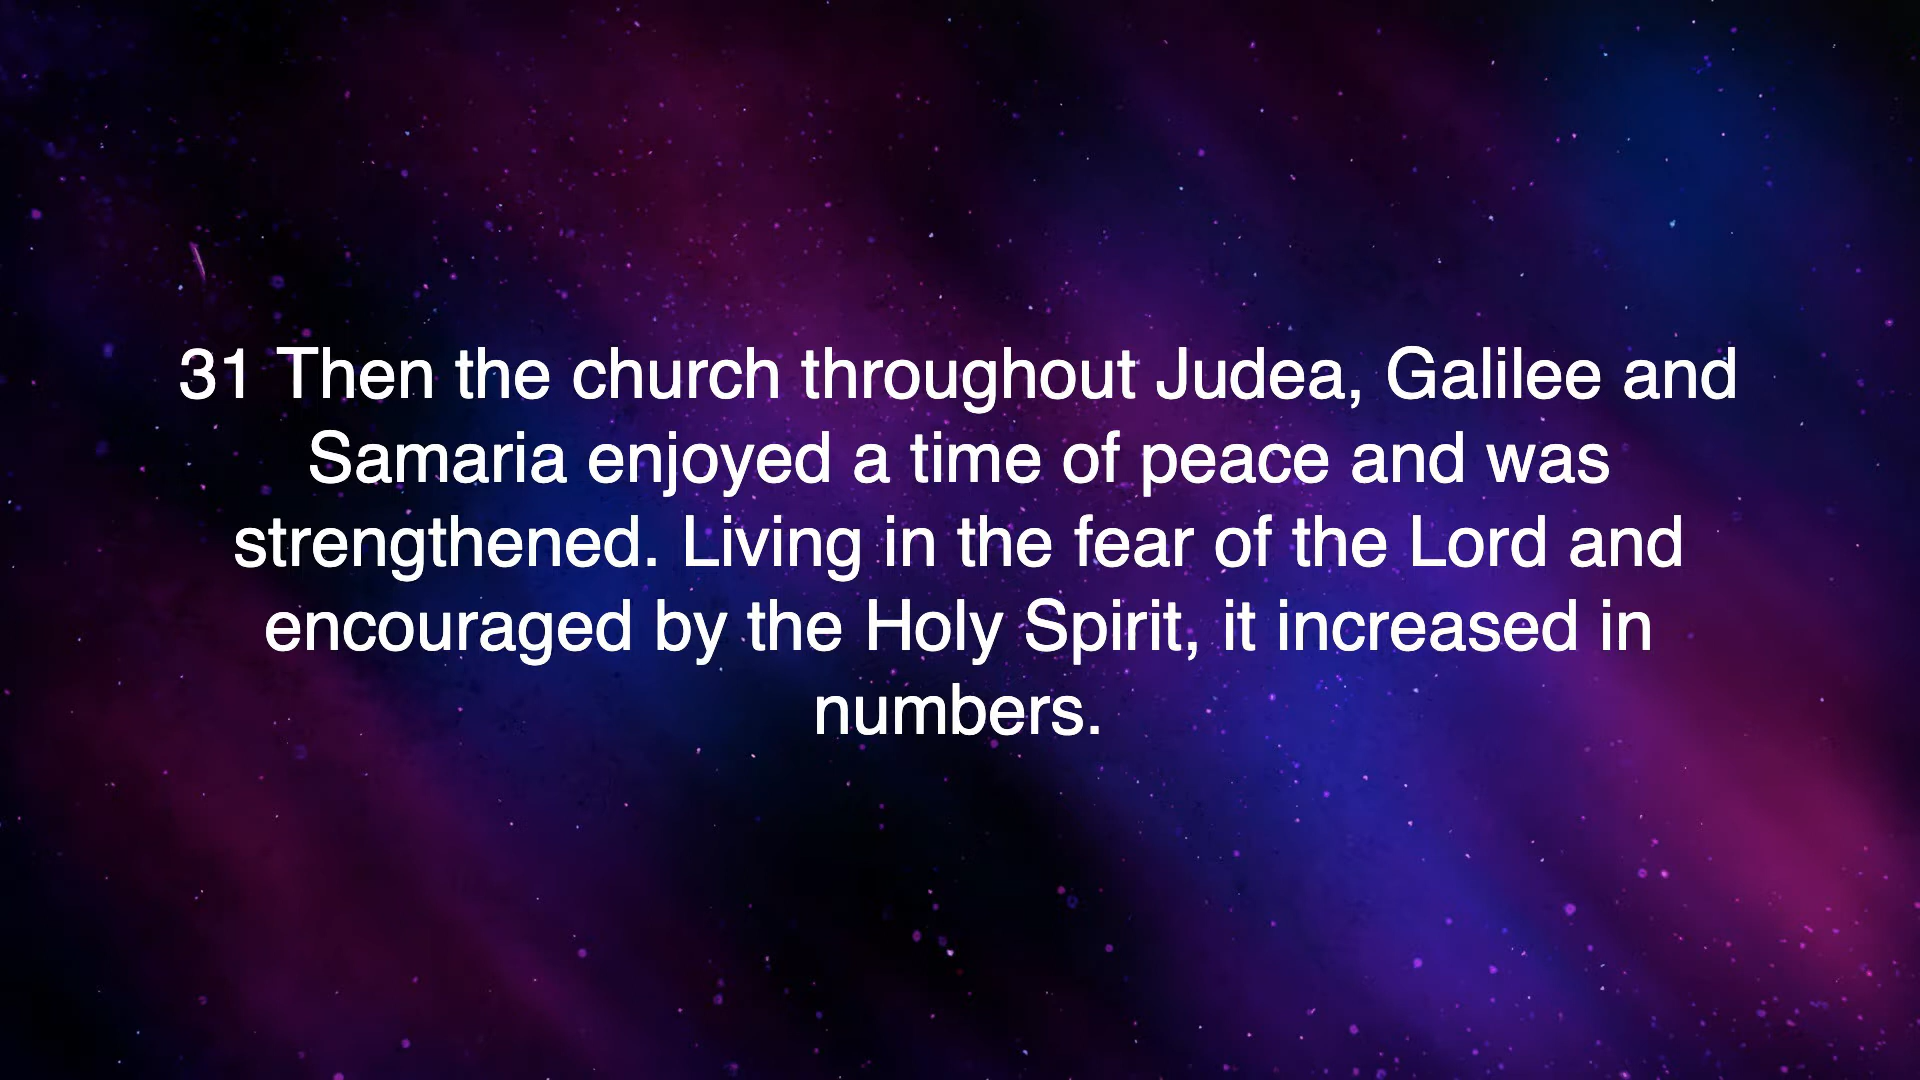 31 Then the church throughout Judea, Galilee and
Samaria enjoyed a time of peace and was
strengthened. Living in the fear of the Lord and
encouraged by the Holy Spirit, it increased in
numbers.